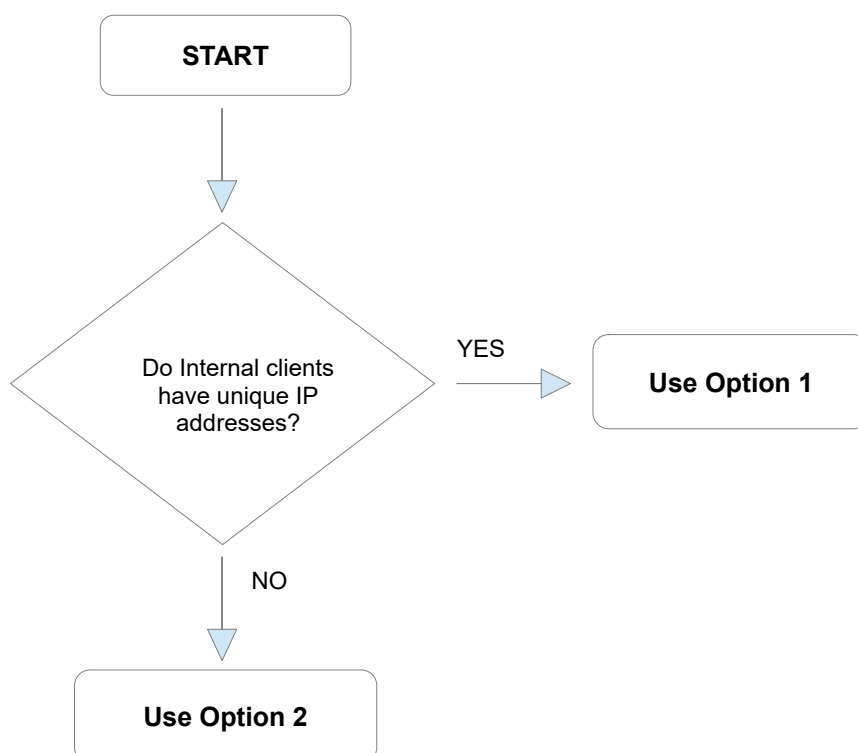 START
Do Internal clients
have unique IP
addresses?
YES
Use Option 1
NO
Use Option 2